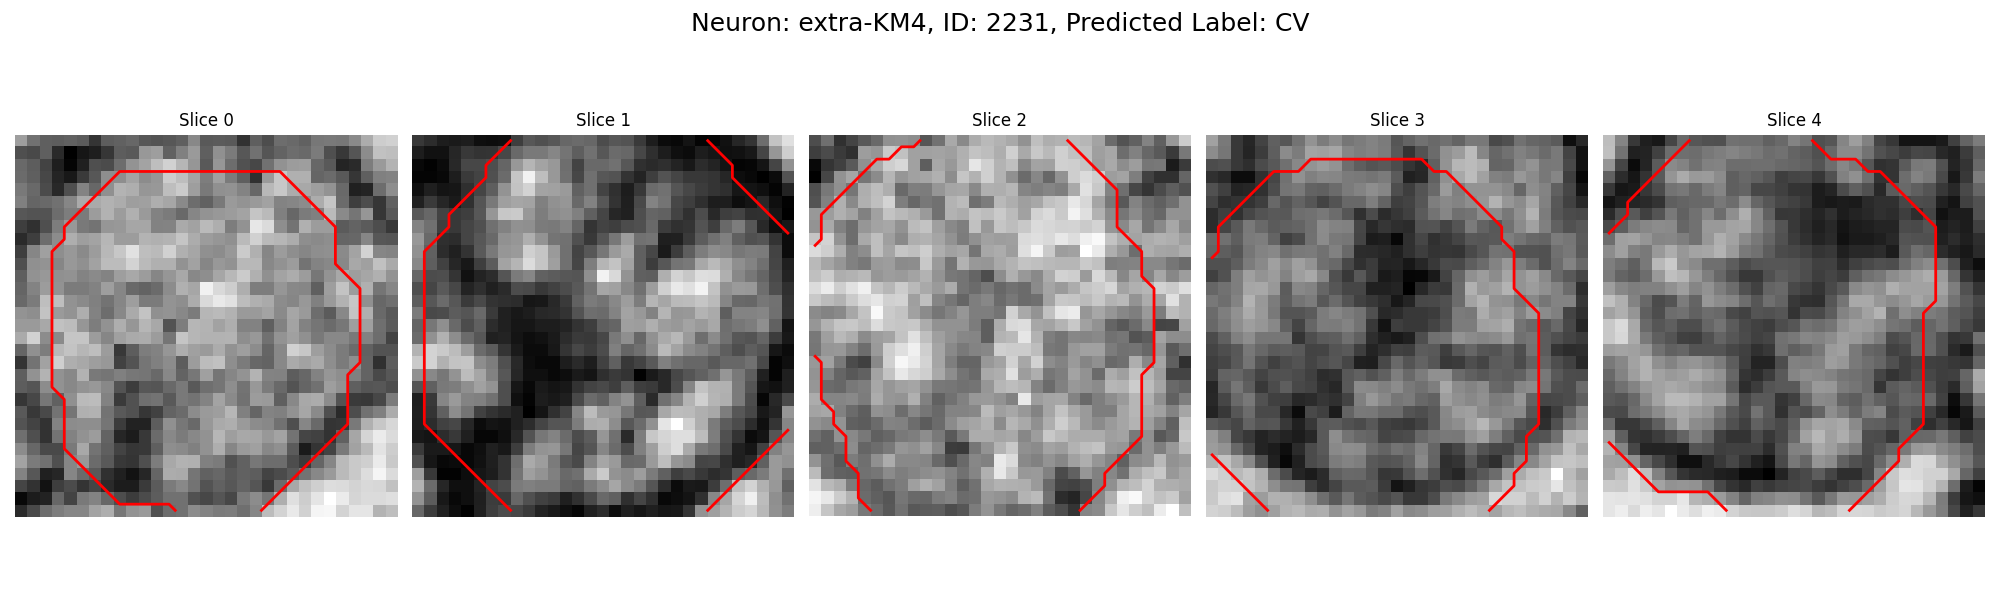 Neuron: extra-KM4, ID: 2231, Predicted Label: CV
Slice 0
Slice 1
Slice 2
Slice 3
Slice 4